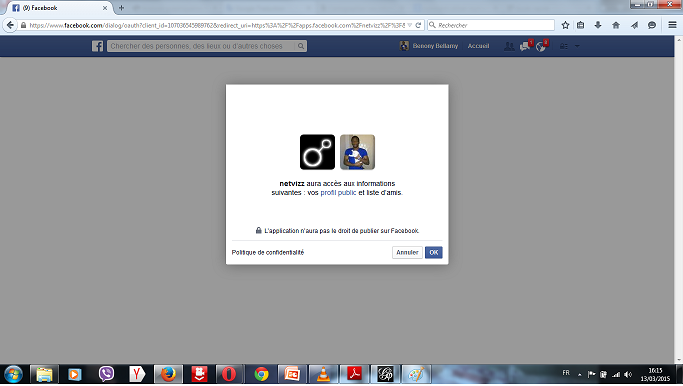 (9) Facebook
https://www.facebook.com/dialog/oauth?client_id=107036545989762&redirect_uri=https%3A%2F%2Fapps.facebook.com%2Fnetvizz%2F%3F
Rechercher
Chercher des personnes, des lieux ou d'autres choses
Benony Bellamy
Accueil
netvizz aura accès aux informations
suivantes : vos profil public et liste d'amis.
L'application n'aura pas le droit de publier sur Facebook.
Politique de confidentialité
Annuler
OK
FR
16:15
13/03/2015